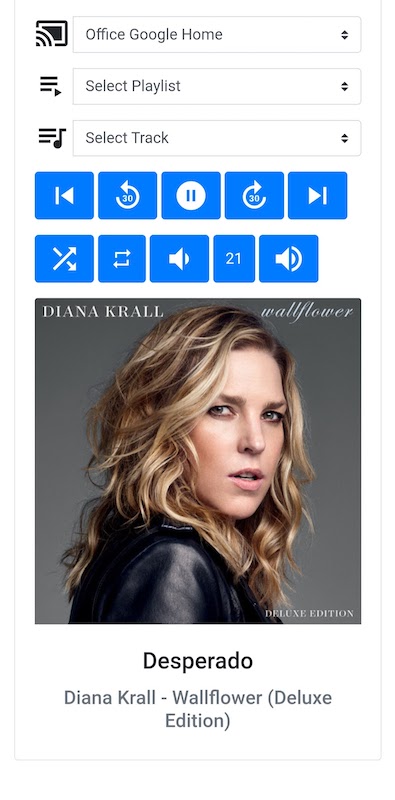 Office Google Home
Select Playlist
Select Track
30
30
21
DIANA KRALL
wallflower
DELUXE EDITION
Desperado
Diana Krall - Wallflower (Deluxe
Edition)